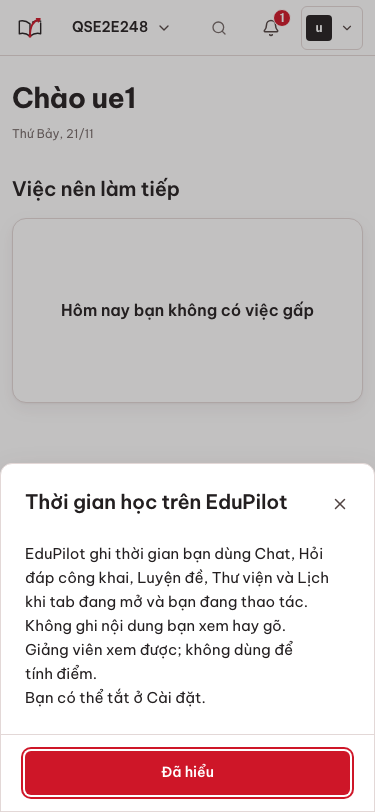 QSE2E248
1
u
Chào ue1
Thứ Bảy, 21/11
Việc nên làm tiếp
Hôm nay bạn không có việc gấp
Thời gian học trên EduPilot
EduPilot ghi thời gian bạn dùng Chat, Hỏi
đáp công khai, Luyện đề, Thư viện và Lịch
khi tab đang mở và bạn đang thao tác.
Không ghi nội dung bạn xem hay gõ.
Giảng viên xem được; không dùng để
tính điểm.
Bạn có thể tắt ở Cài đặt.
Đã hiểu